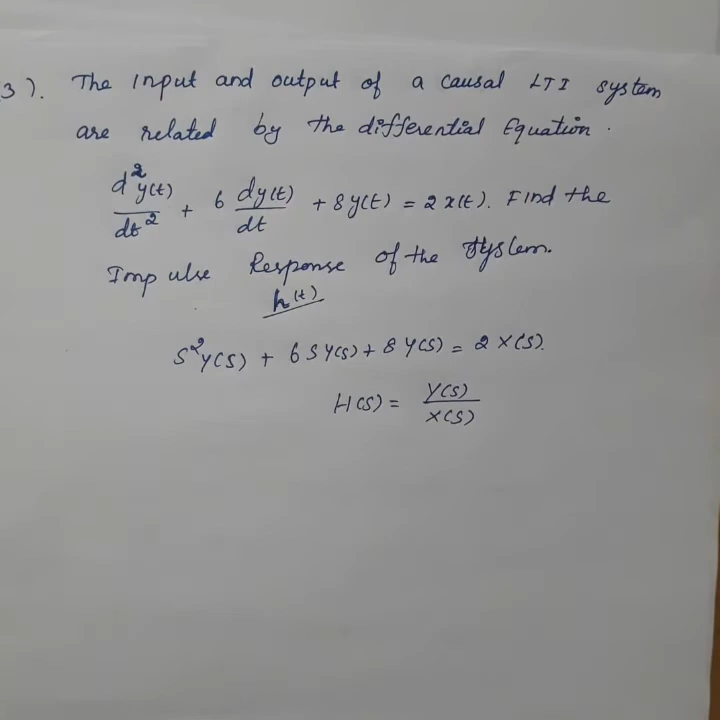 3). The input and output of a causal LTI system
are related by the differential Equation.
d²y(t)/dt² + 6 dy(t)/dt + 8y(t) = 2x(t). Find the
Impulse Response of the System.
h(t)
S²Y(S) + 6SY(S) + 8Y(S) = 2X(S).
H(S) = Y(S)/X(S)